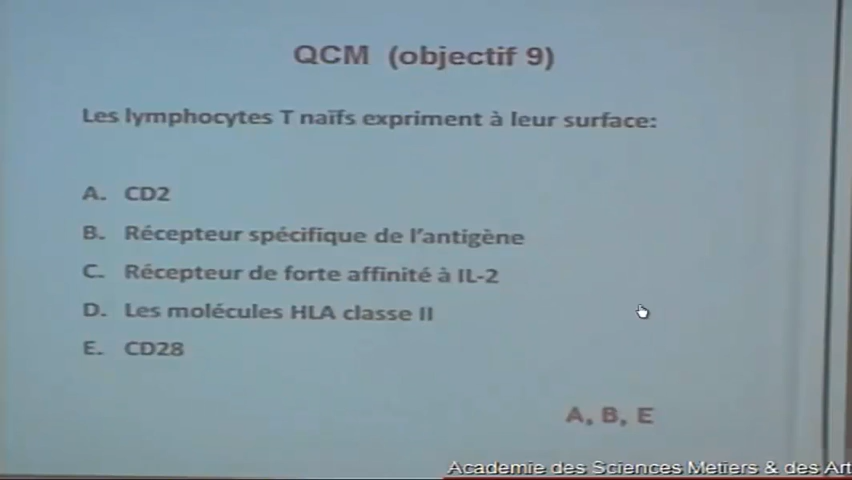 QCM (objectif 9)
Les lymphocytes T naïfs expriment à leur surface:
A. CD2
B. Récepteur spécifique de l'antigène
C. Récepteur de forte affinité à IL-2
D. Les molécules HLA classe II
E. CD28
A, B, E
Academie des Sciences Metiers & des Art